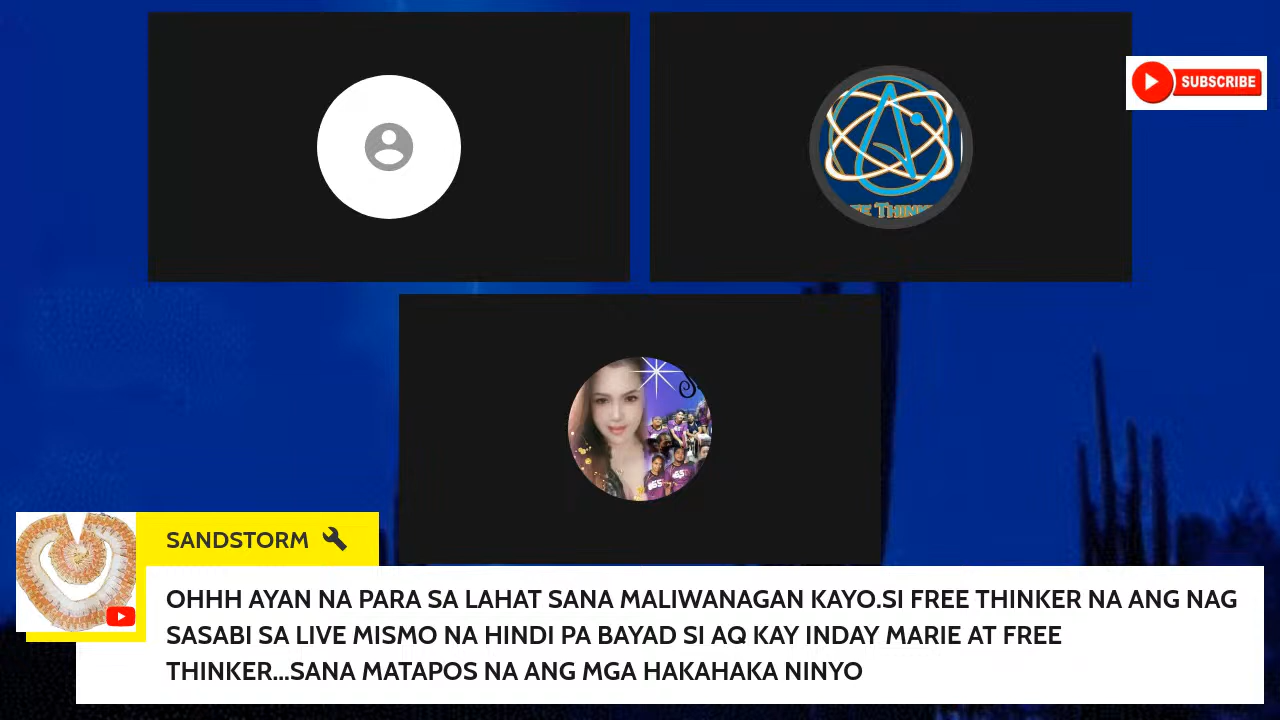 SUBSCRIBE
SANDSTORM
OHHH AYAN NA PARA SA LAHAT SANA MALIWANAGAN KAYO.SI FREE THINKER NA ANG NAG
SASABI SA LIVE MISMO NA HINDI PA BAYAD SI AQ KAY INDAY MARIE AT FREE
THINKER...SANA MATAPOS NA ANG MGA HAKAHAKA NINYO